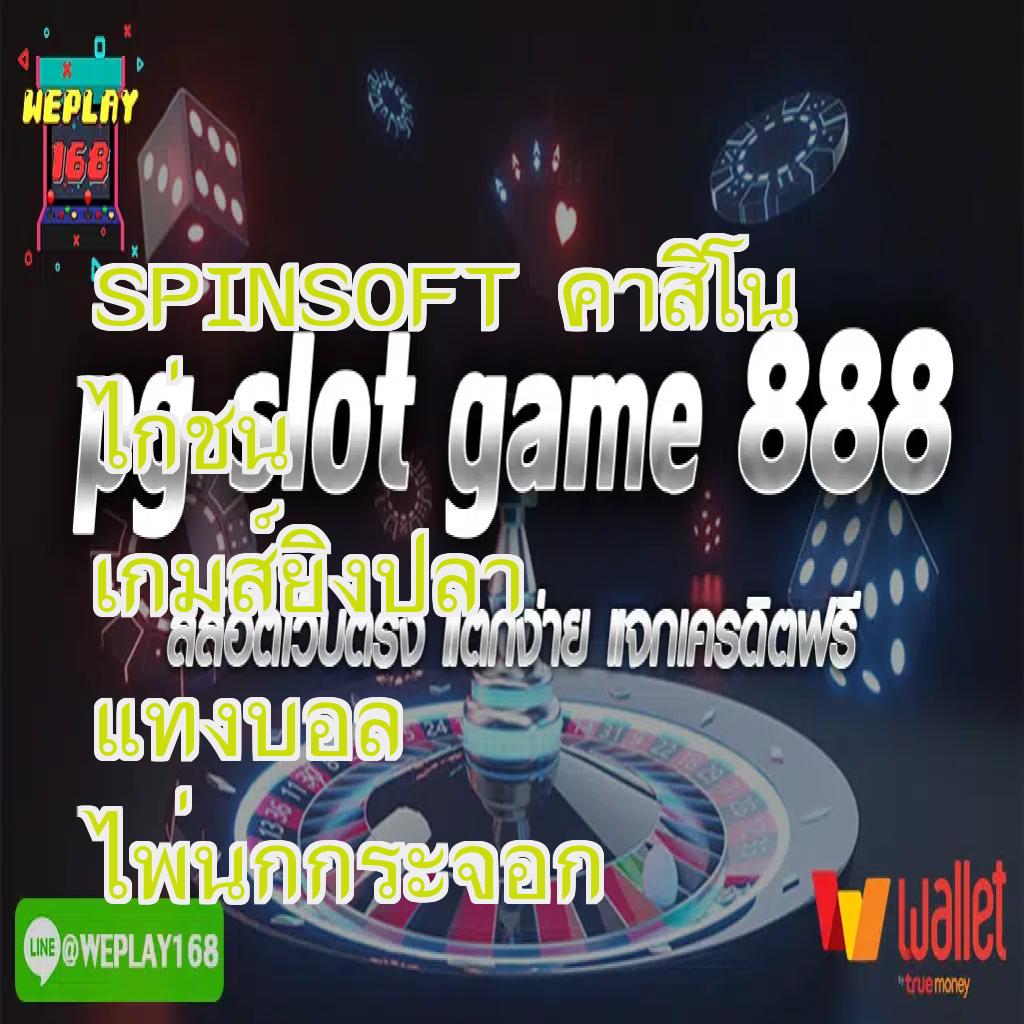 WEPLAY
168
SPINSOFT คาสิโน
pg slot game 888
ไก่ชน
เกมส์ยิงปลา
สล็อตเว็บตรง แตกง่าย แจกเครดิตฟรี
แทงบอล
ไพ่นกกระจอก
LINE @WEPLAY168
wallet
by truemoney